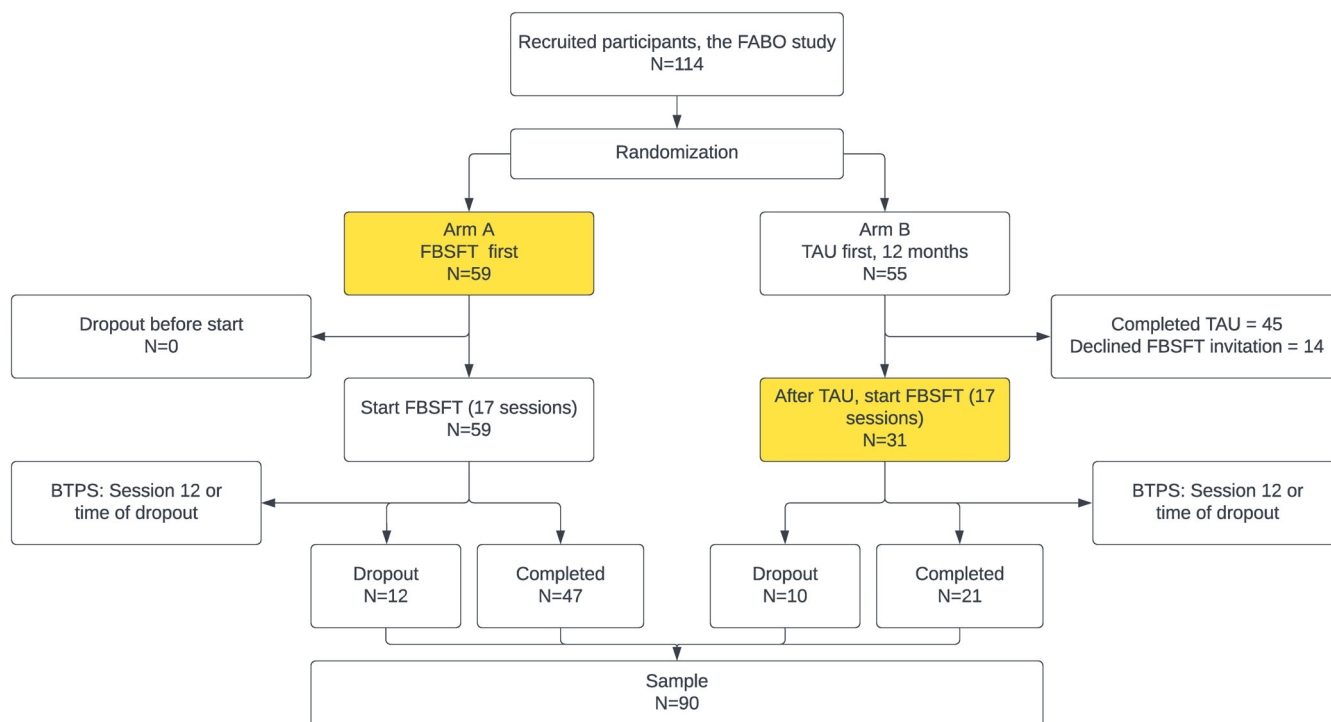 Recruited participants, the FABO study
N=114
Randomization
Arm A
FBSFT first
N=59
Arm B
TAU first, 12 months
N=55
Dropout before start
N=0
Completed TAU = 45
Declined FBSFT invitation = 14
Start FBSFT (17 sessions)
N=59
After TAU, start FBSFT (17
sessions)
N=31
BTPS: Session 12 or
time of dropout
BTPS: Session 12 or
time of dropout
Dropout
N=12
Completed
N=47
Dropout
N=10
Completed
N=21
Sample
N=90